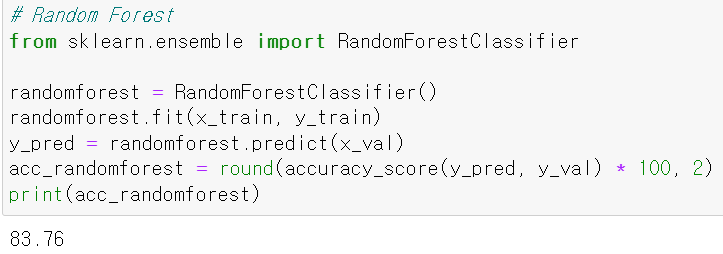 # Random Forest
from sklearn.ensemble import RandomForestClassifier
randomforest = RandomForestClassifier()
randomforest.fit(x_train, y_train)
y_pred = randomforest.predict(x_val)
acc_randomforest = round(accuracy_score(y_pred, y_val) * 100, 2)
print(acc_randomforest)
83.76